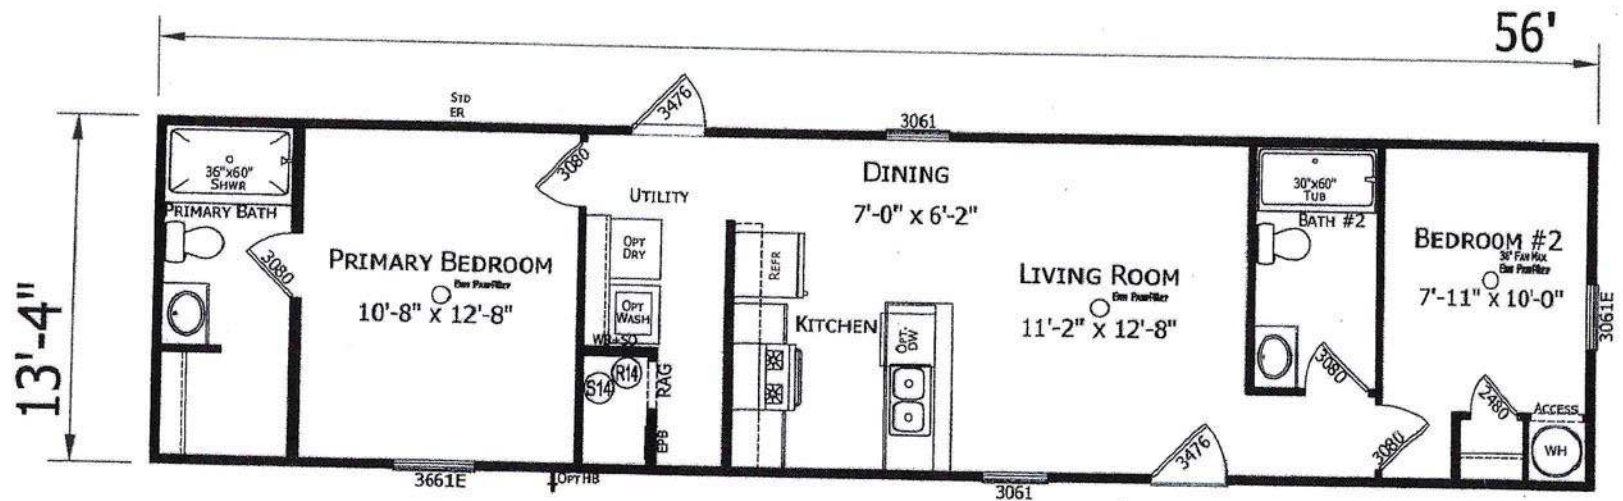 56'
13'-4"
STD
ER
3476
3061
36"x60"
SHWR
PRIMARY BATH
3080
PRIMARY BEDROOM
10'-8" x 12'-8"
3080
UTILITY
OPT
DRY
OPT
WASH
S14
R14
RAG
EPB
DINING
7'-0" x 6'-2"
REFR
KITCHEN
OPT.
DW
LIVING ROOM
11'-2" x 12'-8"
30"x60"
TUB
BATH #2
3080
BEDROOM #2
36" FAN MAX
7'-11" x 10'-0"
3061E
2480
ACCESS
WH
3080
3476
3061
3661E
OPT HB